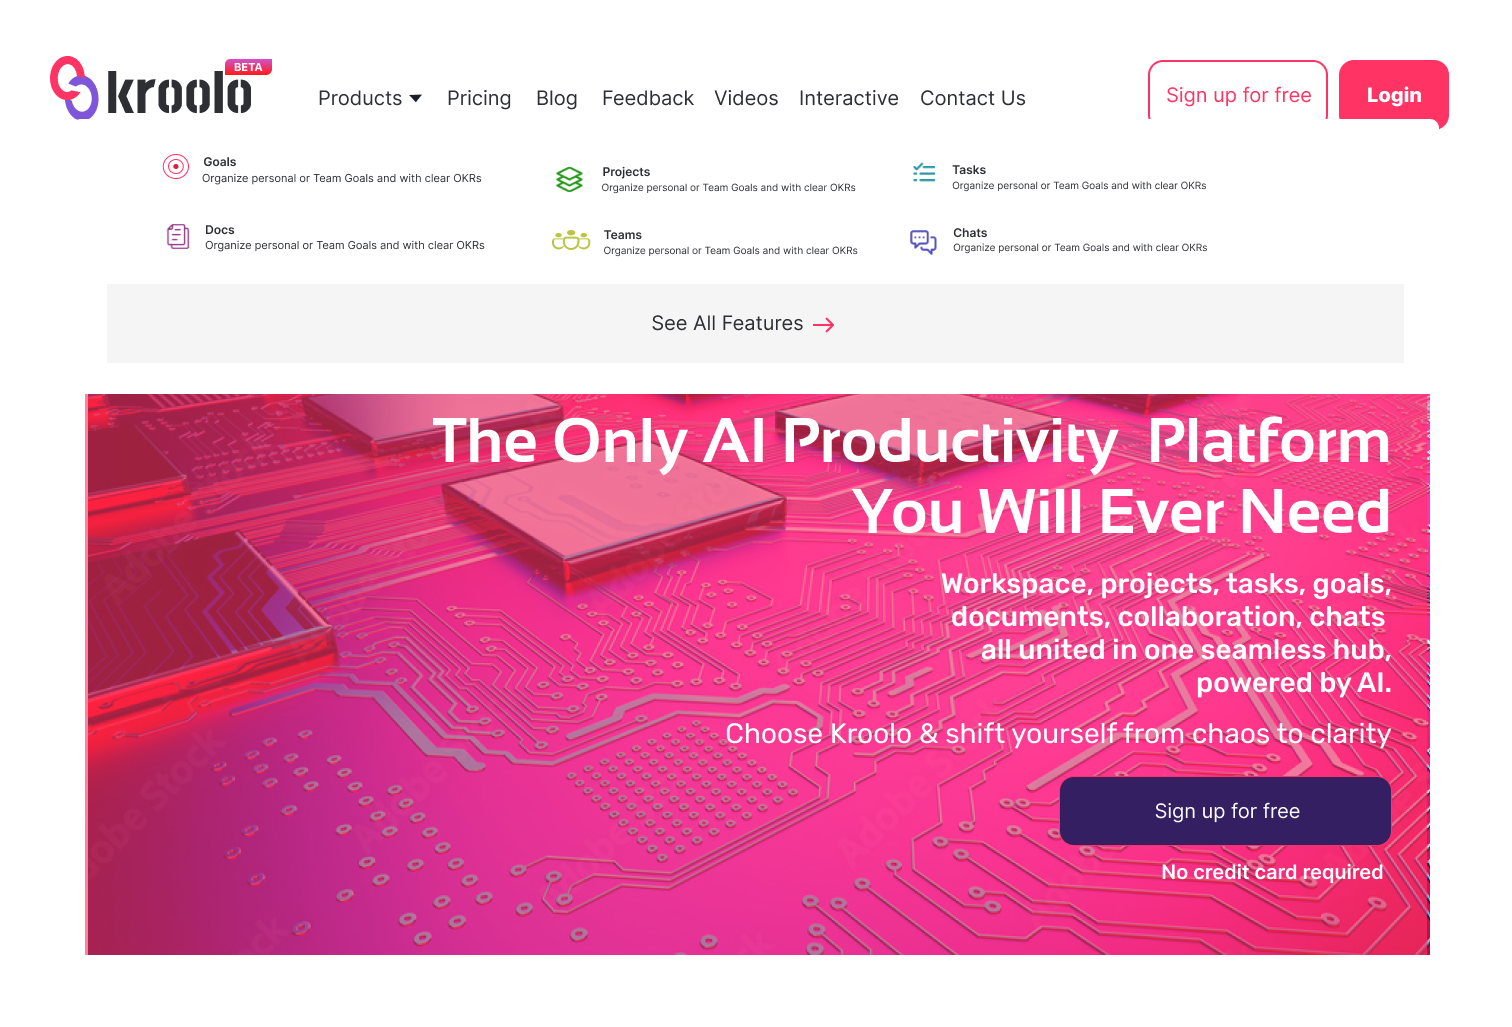 kroolo BETA
Products Pricing Blog Feedback Videos Interactive Contact Us
Sign up for free Login
Goals
Organize personal or Team Goals and with clear OKRs
Projects
Organize personal or Team Goals and with clear OKRs
Tasks
Organize personal or Team Goals and with clear OKRs
Docs
Organize personal or Team Goals and with clear OKRs
Teams
Organize personal or Team Goals and with clear OKRs
Chats
Organize personal or Team Goals and with clear OKRs
See All Features →
The Only AI Productivity Platform
You Will Ever Need
Workspace, projects, tasks, goals,
documents, collaboration, chats
all united in one seamless hub,
powered by AI.
Choose Kroolo & shift yourself from chaos to clarity
Sign up for free
No credit card required
Adobe Stock